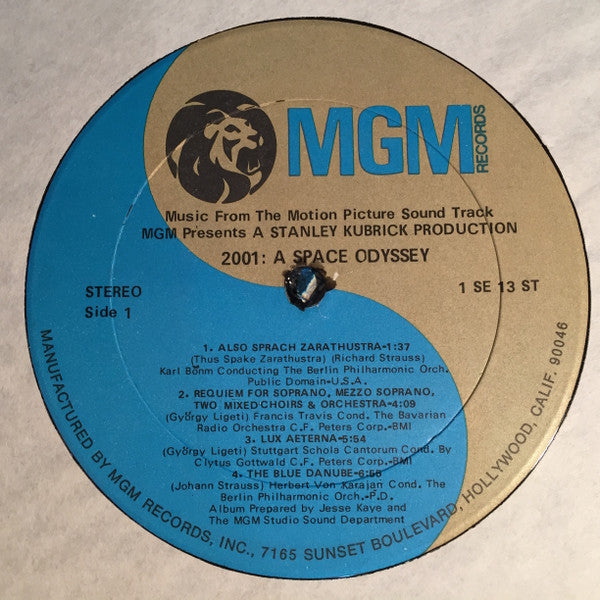 MGM
RECORDS
Music From The Motion Picture Sound Track
MGM Presents A STANLEY KUBRICK PRODUCTION
2001: A SPACE ODYSSEY
STEREO
Side 1
1 SE 13 ST
1. ALSO SPRACH ZARATHUSTRA-1:37
(Thus Spake Zarathustra) (Richard Strauss)
Karl Böhm Conducting The Berlin Philharmonic Orch.
Public Domain-U.S.A.
2. REQUIEM FOR SOPRANO, MEZZO SOPRANO,
TWO MIXED CHOIRS & ORCHESTRA-4:09
(György Ligeti) Francis Travis Cond. The Bavarian
Radio Orchestra C.F. Peters Corp.-BMI
3. LUX AETERNA-5:54
(György Ligeti) Stuttgart Schola Cantorum Cond. By
Clytus Gottwald C.F. Peters Corp.-BMI
4. THE BLUE DANUBE-
(Johann Strauss) Herbert Von Karajan Cond. The
Berlin Philharmonic Orch.-P.D.
Album Prepared by Jesse Kaye and
The MGM Studio Sound Department
MANUFACTURED BY MGM RECORDS, INC., 7165 SUNSET BOULEVARD, HOLLYWOOD, CALIF. 90046